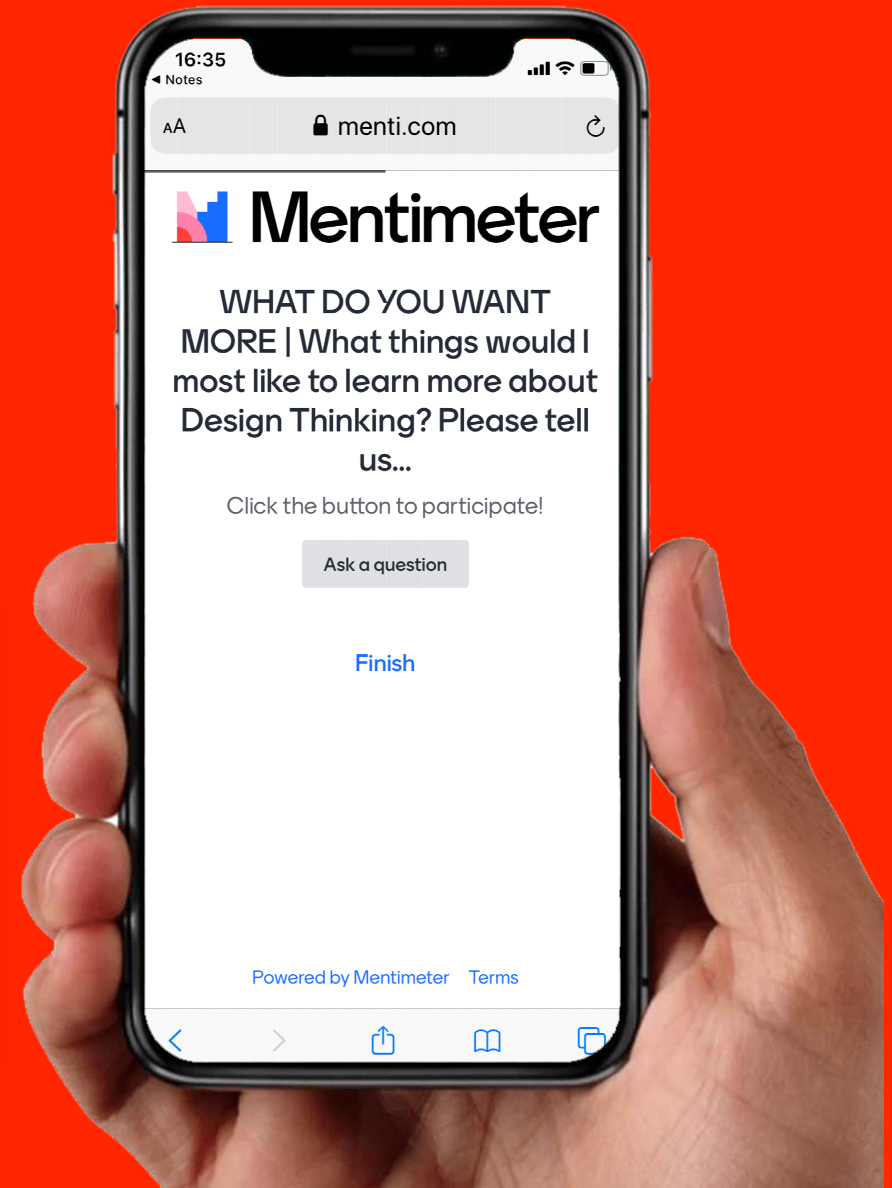 16:35
◀ Notes
AA menti.com
Mentimeter
WHAT DO YOU WANT
MORE | What things would I
most like to learn more about
Design Thinking? Please tell
us...
Click the button to participate!
Ask a question
Finish
Powered by Mentimeter Terms